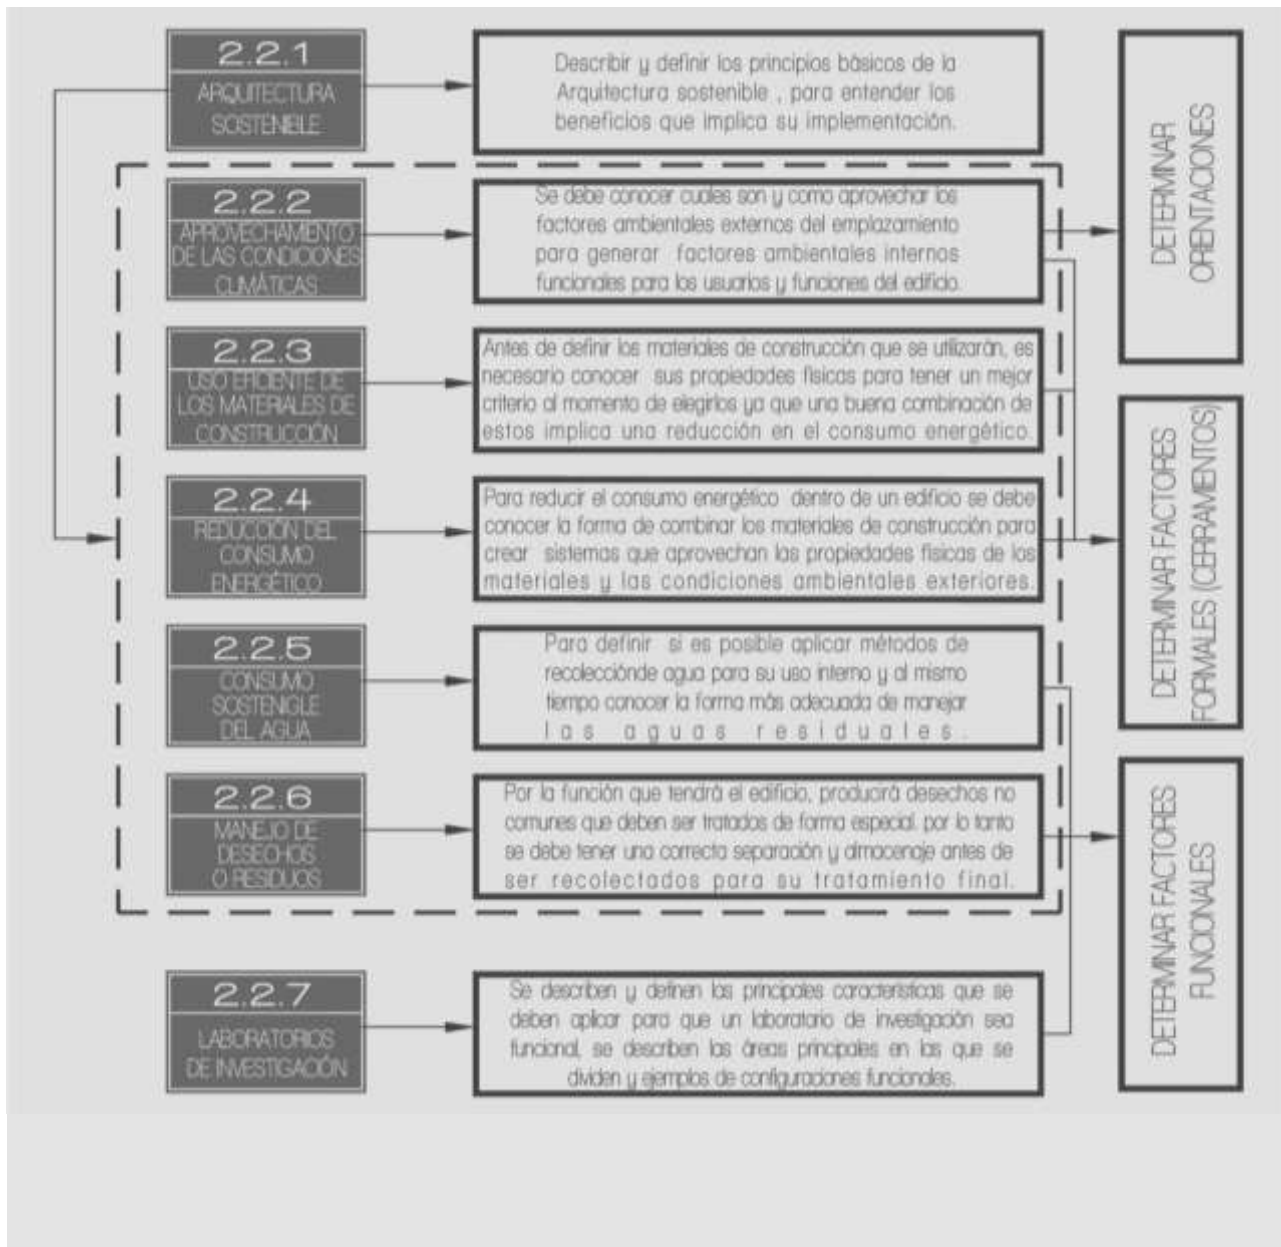 2.2.1
ARQUITECTURA
SOSTENIBLE
Describir y definir los principios básicos de la
Arquitectura sostenible , para entender los
beneficios que implica su implementación.
2.2.2
APROVECHAMIENTO
DE LAS CONDICIONES
CLIMÁTICAS
Se debe conocer cuales son y como aprovechar los
factores ambientales externos del emplazamiento
para generar factores ambientales internos
funcionales para los usuarios y funciones del edificio.
2.2.3
USO EFICIENTE DE
LOS MATERIALES DE
CONSTRUCCIÓN
Antes de definir los materiales de construcción que se utilizarán, es
necesario conocer sus propiedades físicas para tener un mejor
criterio al momento de elegirlos ya que una buena combinación de
estos implica una reducción en el consumo energético.
2.2.4
REDUCCIÓN DEL
CONSUMO
ENERGÉTICO
Para reducir el consumo energético dentro de un edificio se debe
conocer la forma de combinar los materiales de construcción para
crear sistemas que aprovechan las propiedades físicas de los
materiales y las condiciones ambientales exteriores.
2.2.5
CONSUMO
SOSTENIGLE
DEL AGUA
Para definir si es posible aplicar métodos de
recolecciónde agua para su uso interno y al mismo
tiempo conocer la forma más adecuada de manejar
las aguas residuales.
2.2.6
MANEJO DE
DESECHOS
O RESIDUOS
Por la función que tendrá el edificio, producirá desechos no
comunes que deben ser tratados de forma especial. por lo tanto
se debe tener una correcta separación y almacenaje antes de
ser recolectados para su tratamiento final.
2.2.7
LABORATORIOS
DE INVESTIGACIÓN
Se describen y definen las principales características que se
deben aplicar para que un laboratorio de investigación sea
funcional, se describen las áreas principales en las que se
dividen y ejemplos de configuraciones funcionales.
DETERMINAR
ORIENTACIONES
DETERMINAR FACTORES
FORMALES (CERRAMIENTOS)
DETERMINAR FACTORES
FUNCIONALES